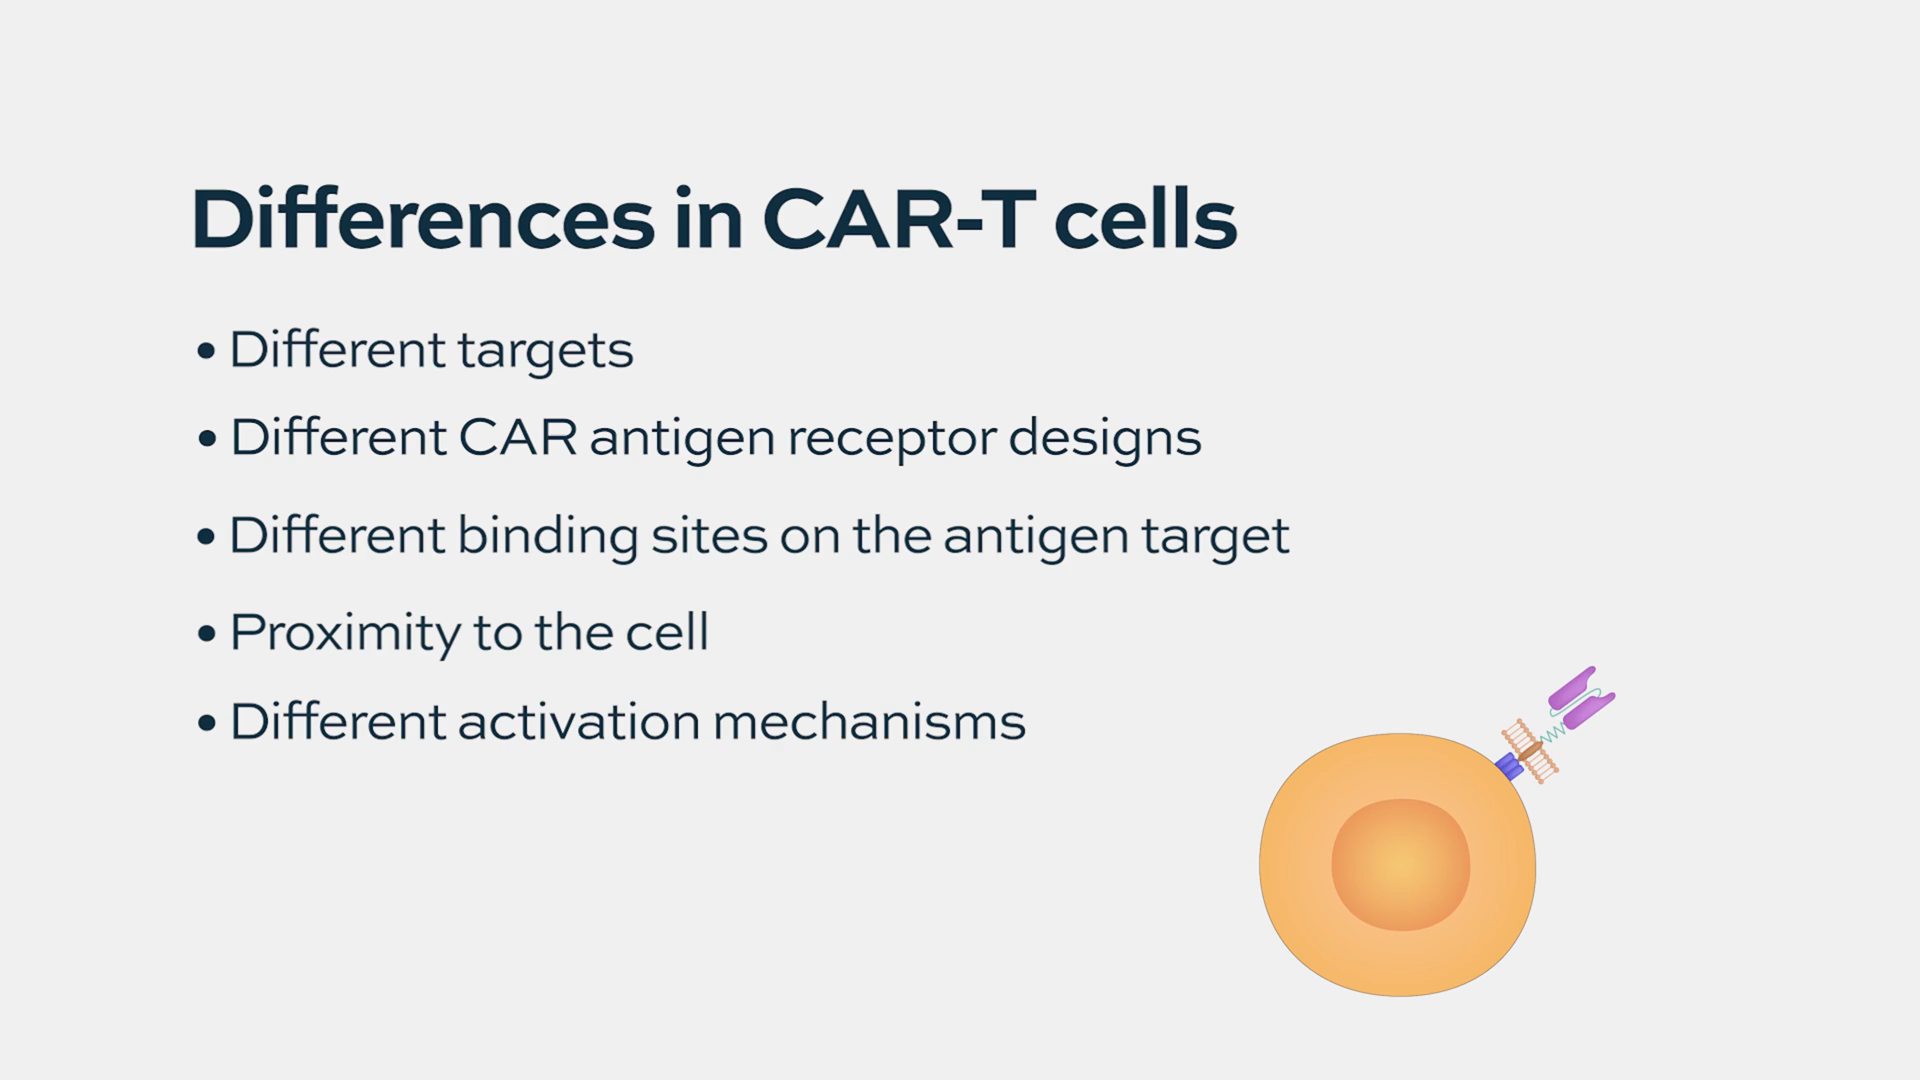 Differences in CAR-T cells
• Different targets
• Different CAR antigen receptor designs
• Different binding sites on the antigen target
• Proximity to the cell
• Different activation mechanisms